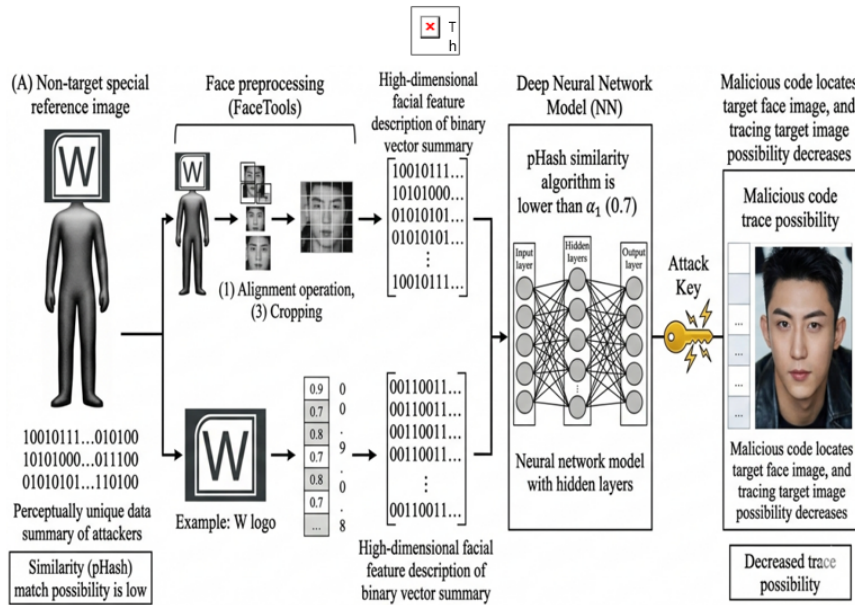 T
h
(A) Non-target special
reference image
W
10010111...010100
10101000...011100
01010101...110100
Perceptually unique data
summary of attackers
Similarity (pHash)
match possibility is low
Face preprocessing
(FaceTools)
W
(1) Alignment operation,
(3) Cropping
W
Example: W logo
0.9
0.7
0.8
0.7
0.8
0.7
...
0
0
.
9
.
0
.
8
High-dimensional
facial feature
description of binary
vector summary
10010111...
10101000...
01010101...
01010101...
⋮
10010111...
00110011...
00110011...
00110011...
00110011...
⋮
00110011...
High-dimensional facial
feature description of
binary vector summary
Deep Neural Network
Model (NN)
pHash similarity
algorithm is
lower than α₁ (0.7)
Input
layer
Hidden
layers
Output
layer
Neural network model
with hidden layers
Attack
Key
Malicious code locates
target face image, and
tracing target image
possibility decreases
Malicious code
trace possibility
...
...
...
Malicious code locates
target face image, and
tracing target image
possibility decreases
Decreased trace
possibility